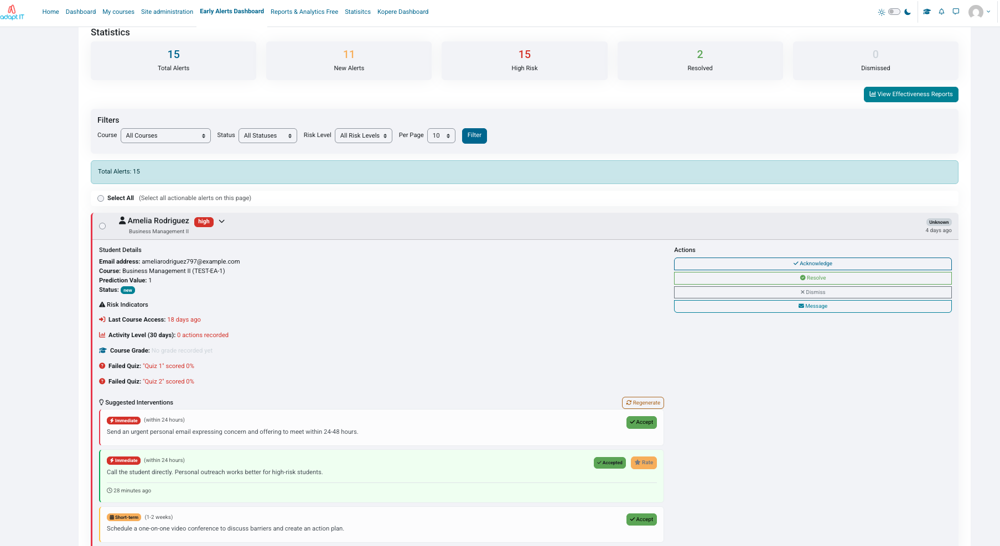 adapt IT
Home Dashboard My courses Site administration Early Alerts Dashboard Reports & Analytics Free Statisitcs Kopere Dashboard
Statistics
15 11 15 2 0
Total Alerts New Alerts High Risk Resolved Dismissed
View Effectiveness Reports
Filters
Course All Courses Status All Statuses Risk Level All Risk Levels Per Page 10 Filter
Total Alerts: 15
Select All (Select all actionable alerts on this page)
Amelia Rodriguez high Unknown
Business Management II 4 days ago
Student Details
Email address: ameliarodriguez797@example.com
Course: Business Management II (TEST-EA-1)
Prediction Value: 1
Status: new
Risk Indicators
Last Course Access: 18 days ago
Activity Level (30 days): 0 actions recorded
Course Grade: No grade recorded yet
Failed Quiz: "Quiz 1" scored 0%
Failed Quiz: "Quiz 2" scored 0%
Actions
Acknowledge
Resolve
Dismiss
Message
Suggested Interventions Regenerate
Immediate (within 24 hours) Accept
Send an urgent personal email expressing concern and offering to meet within 24-48 hours.
Immediate (within 24 hours) Accepted Rate
Call the student directly. Personal outreach works better for high-risk students.
28 minutes ago
Short-term (1-2 weeks) Accept
Schedule a one-on-one video conference to discuss barriers and create an action plan.